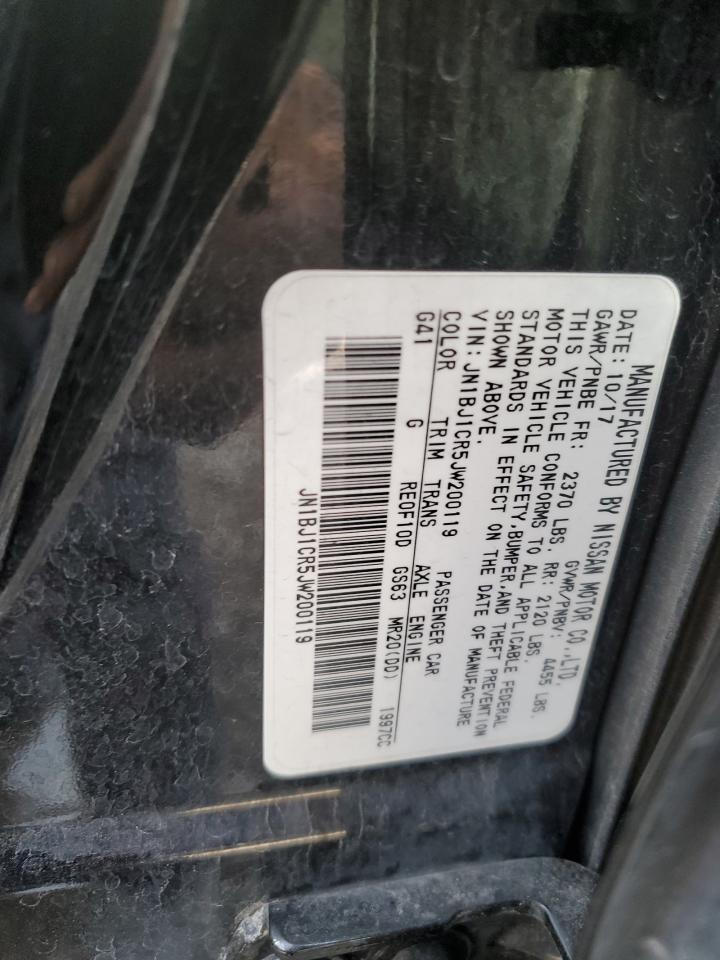 MANUFACTURED BY NISSAN MOTOR CO.,LTD.
DATE: 10/17 GVWR/PNBV: 4455 LBS.
GAWR/PNBE FR: 2370 LBS. RR: 2120 LBS.
THIS VEHICLE CONFORMS TO ALL APPLICABLE FEDERAL
MOTOR VEHICLE SAFETY,BUMPER,AND THEFT PREVENTION
STANDARDS IN EFFECT ON THE DATE OF MANUFACTURE
SHOWN ABOVE.
VIN: JN1BJ1CR5JW200119 PASSENGER CAR
COLOR TRIM TRANS AXLE ENGINE
G41 G RE0F10D GS63 MR20(DD) 1997CC
JN1BJ1CR5JW200119